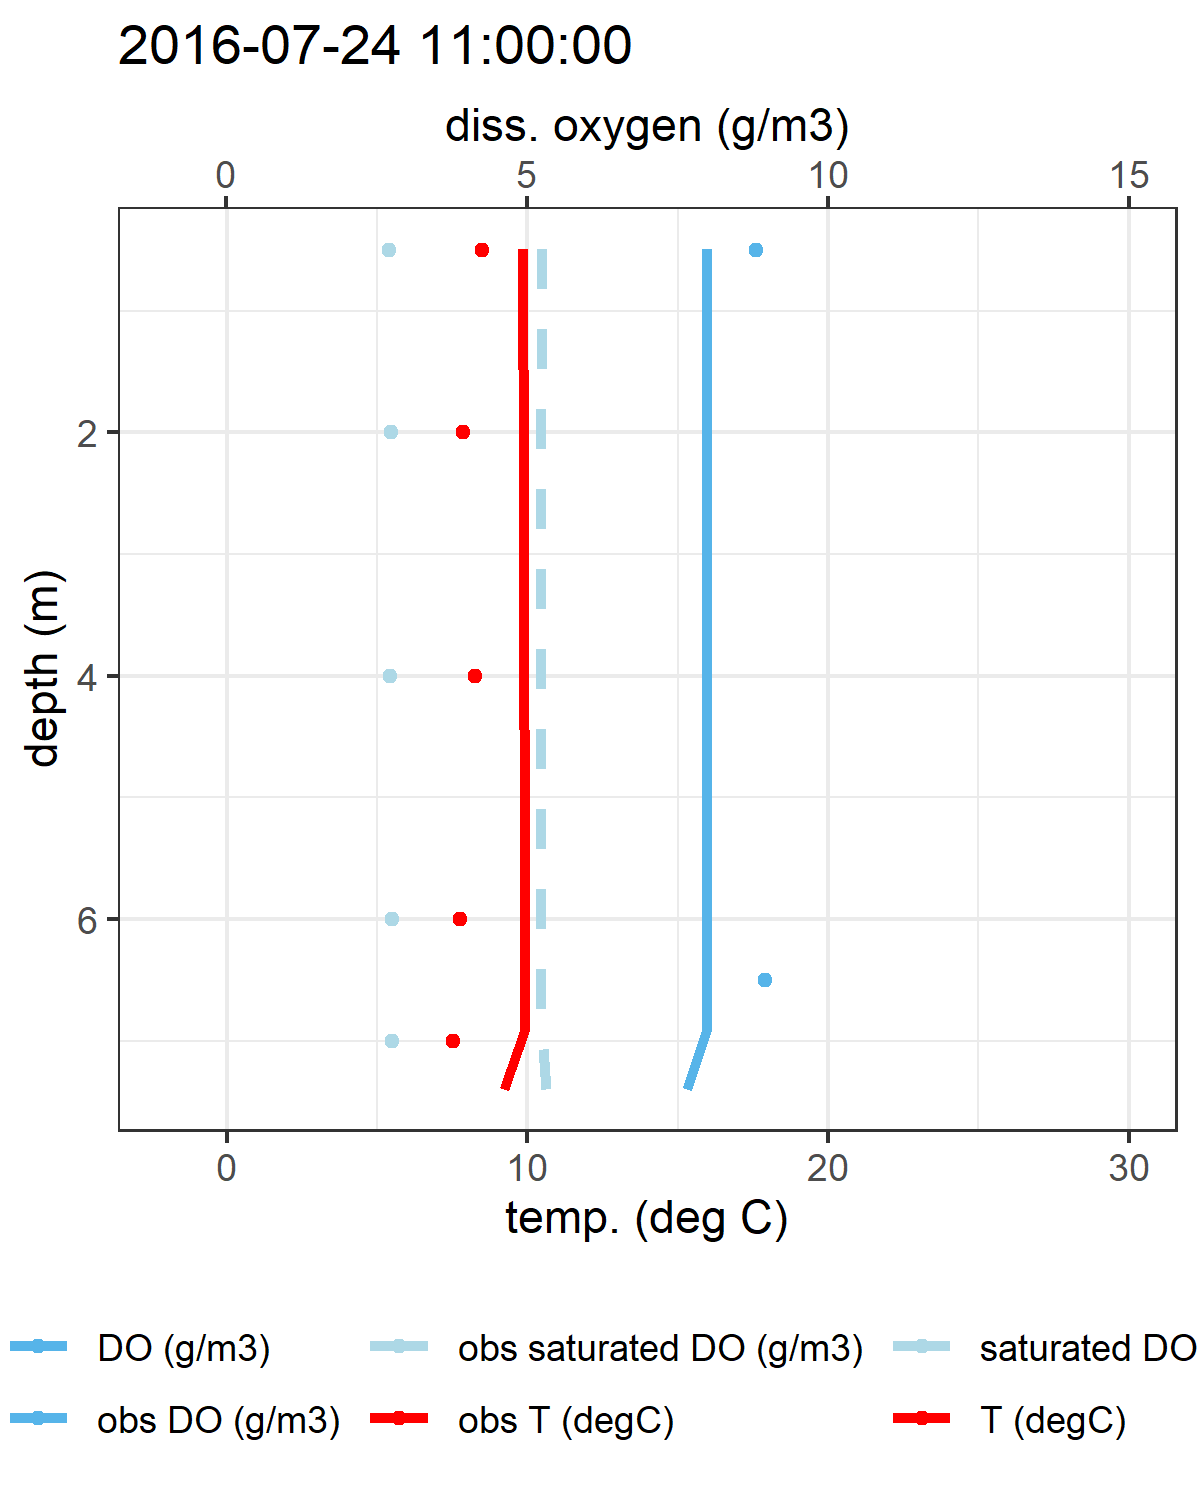 2016-07-24 11:00:00
diss. oxygen (g/m3)
0 5 10 15
depth (m)
2
4
6
0 10 20 30
temp. (deg C)
DO (g/m3) obs saturated DO (g/m3) saturated DO
obs DO (g/m3) obs T (degC) T (degC)